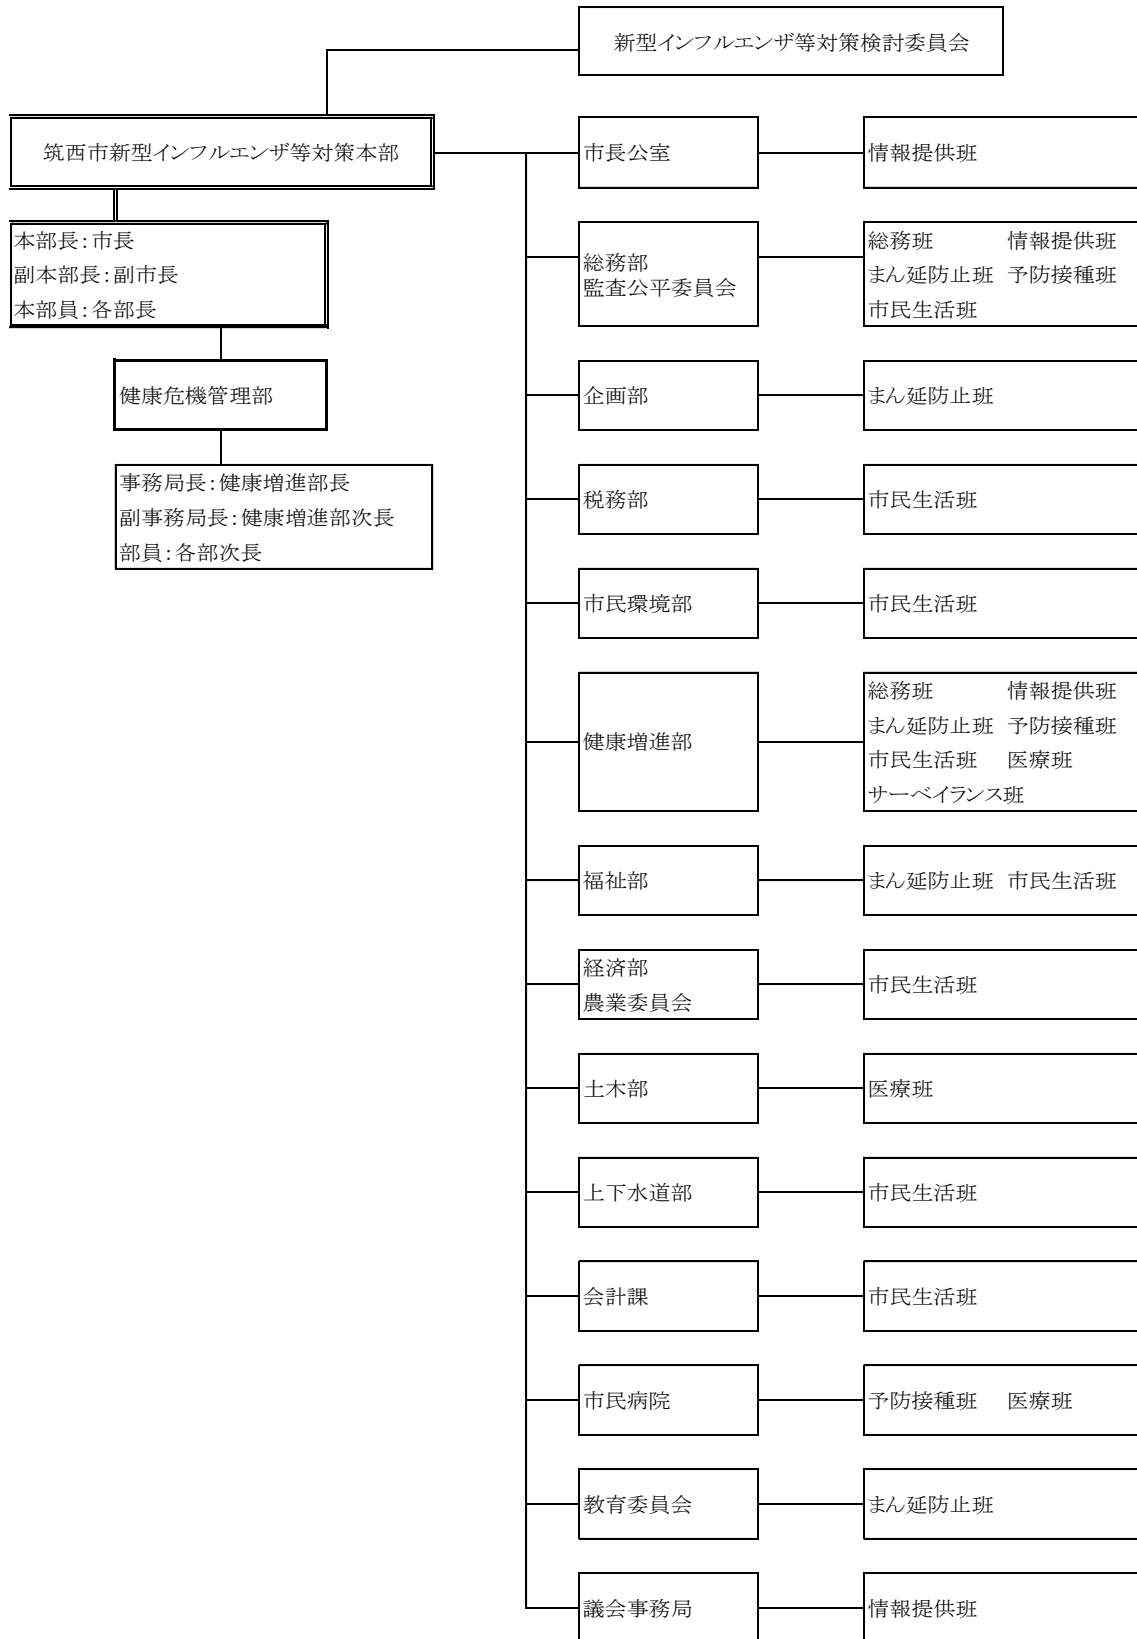 新型インフルエンザ等対策検討委員会
筑西市新型インフルエンザ等対策本部
本部長：市長
副本部長：副市長
本部員：各部長
健康危機管理部
事務局長：健康増進部長
副事務局長：健康増進部次長
部員：各部次長
市長公室
情報提供班
総務部
監査公平委員会
総務班 情報提供班
まん延防止班 予防接種班
市民生活班
企画部
まん延防止班
税務部
市民生活班
市民環境部
市民生活班
健康増進部
総務班 情報提供班
まん延防止班 予防接種班
市民生活班 医療班
サーベイランス班
福祉部
まん延防止班 市民生活班
経済部
農業委員会
市民生活班
土木部
医療班
上下水道部
市民生活班
会計課
市民生活班
市民病院
予防接種班 医療班
教育委員会
まん延防止班
議会事務局
情報提供班